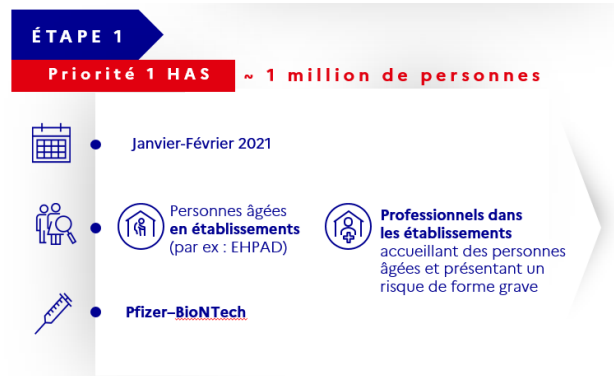 ÉTAPE 1
Priorité 1 HAS ~ 1 million de personnes
Janvier-Février 2021
Personnes âgées
en établissements
(par ex : EHPAD)
Professionnels dans
les établissements
accueillant des personnes
âgées et présentant un
risque de forme grave
Pfizer–BioNTech